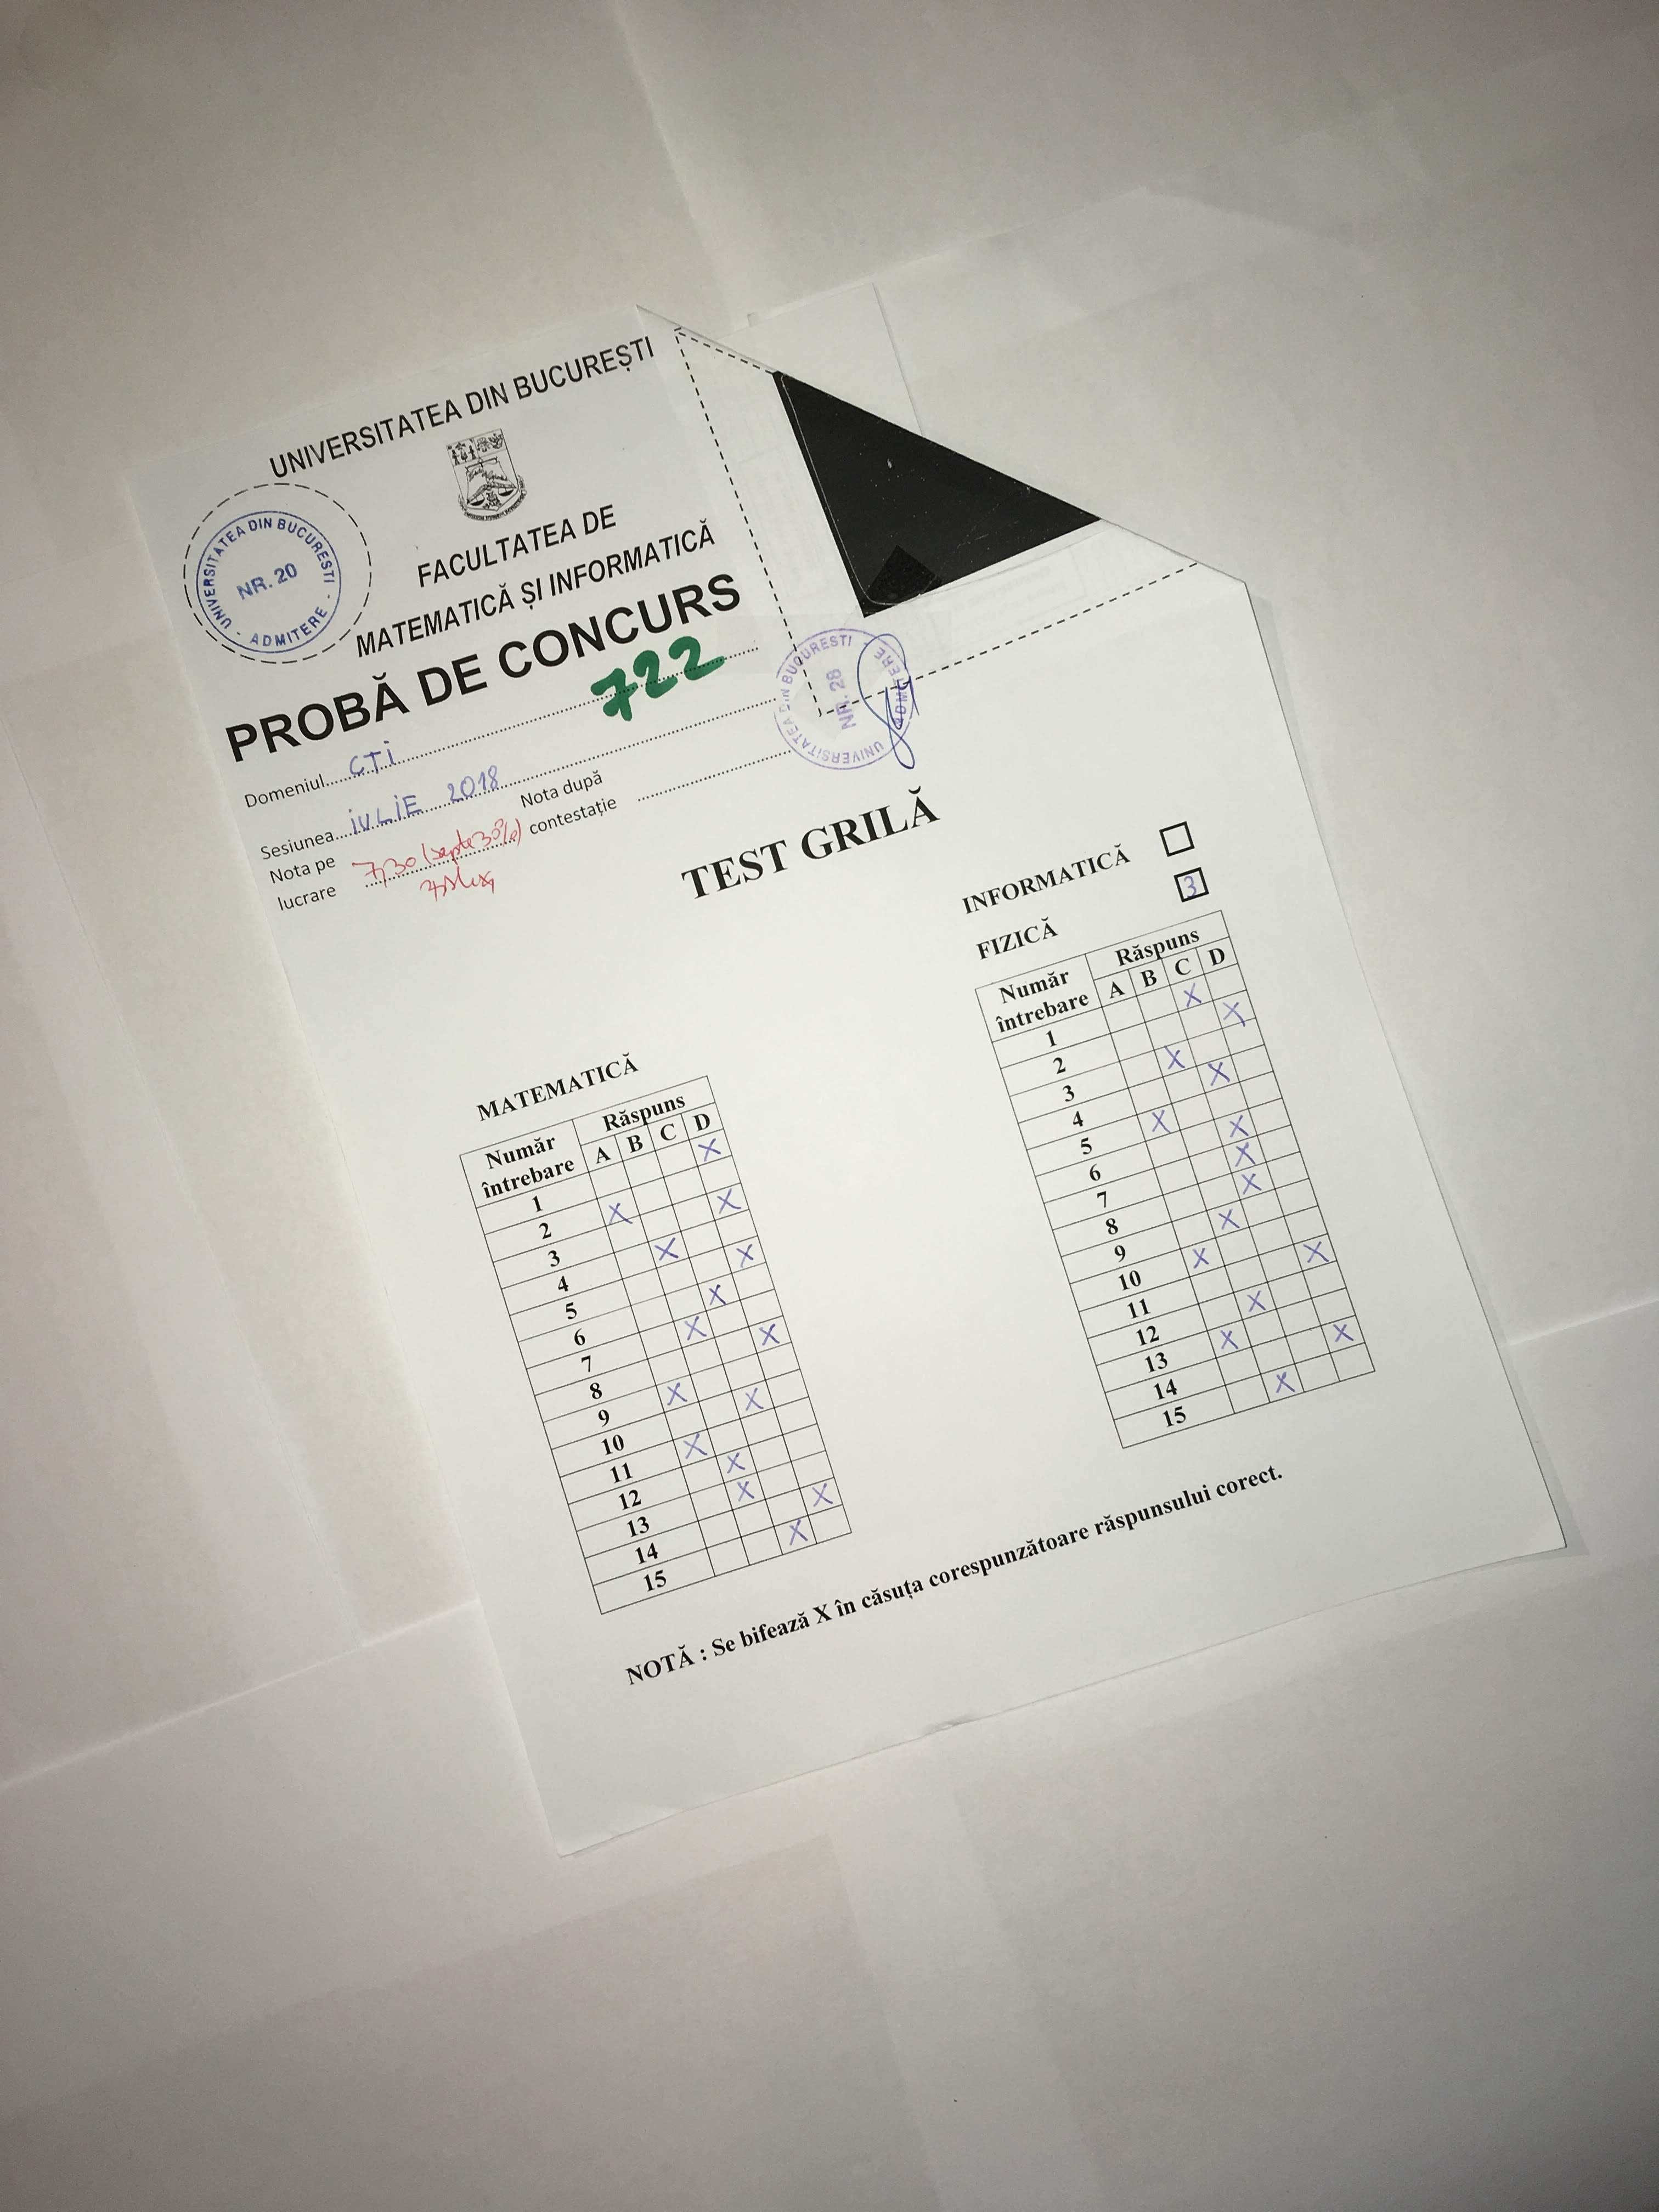 UNIVERSITATEA DIN BUCUREȘTI
UNIVERSITATEA DIN BUCURESTI
NR. 20
- ADMITERE -
FACULTATEA DE
MATEMATICĂ ȘI INFORMATICĂ
PROBĂ DE CONCURS
722
Domeniul CTi
Sesiunea iULiE 2018
Nota pe lucrare 7,30 (șapte 30%)
Nota după contestație
UNIVERSITATEA DIN BUCURESTI
NR. 28
ADMITERE
TEST GRILĂ
INFORMATICĂ
FIZICĂ 3
MATEMATICĂ
Număr întrebare Răspuns
A B C D
1 X
2 X
3 X
4 X
5 X
6 X
7 X
8 X
9 X
10 X
11 X
12 X
13 X
14 X
15 X
Număr întrebare Răspuns
A B C D
1 X
2 X
3 X
4 X
5 X
6 X
7 X
8 X
9 X
10 X
11 X
12 X
13 X
14 X
15 X
NOTĂ : Se bifează X în căsuța corespunzătoare răspunsului corect.